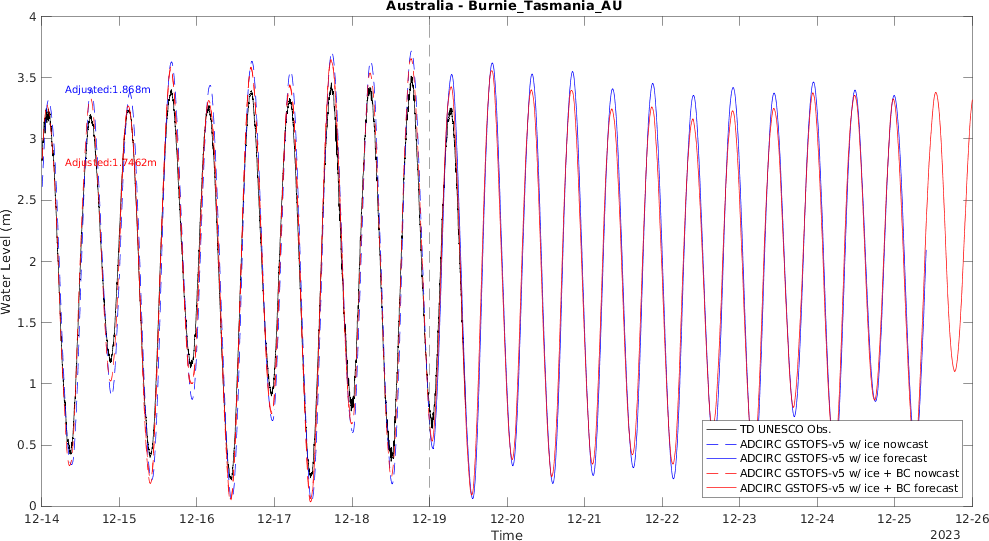 Australia - Burnie_Tasmania_AU
4
3.5
3
2.5
2
1.5
1
0.5
0
Water Level (m)
Adjusted:1.868m
Adjusted:1.7462m
TD UNESCO Obs.
ADCIRC GSTOFS-v5 w/ ice nowcast
ADCIRC GSTOFS-v5 w/ ice forecast
ADCIRC GSTOFS-v5 w/ ice + BC nowcast
ADCIRC GSTOFS-v5 w/ ice + BC forecast
12-14 12-15 12-16 12-17 12-18 12-19 12-20 12-21 12-22 12-23 12-24 12-25 12-26
Time
2023